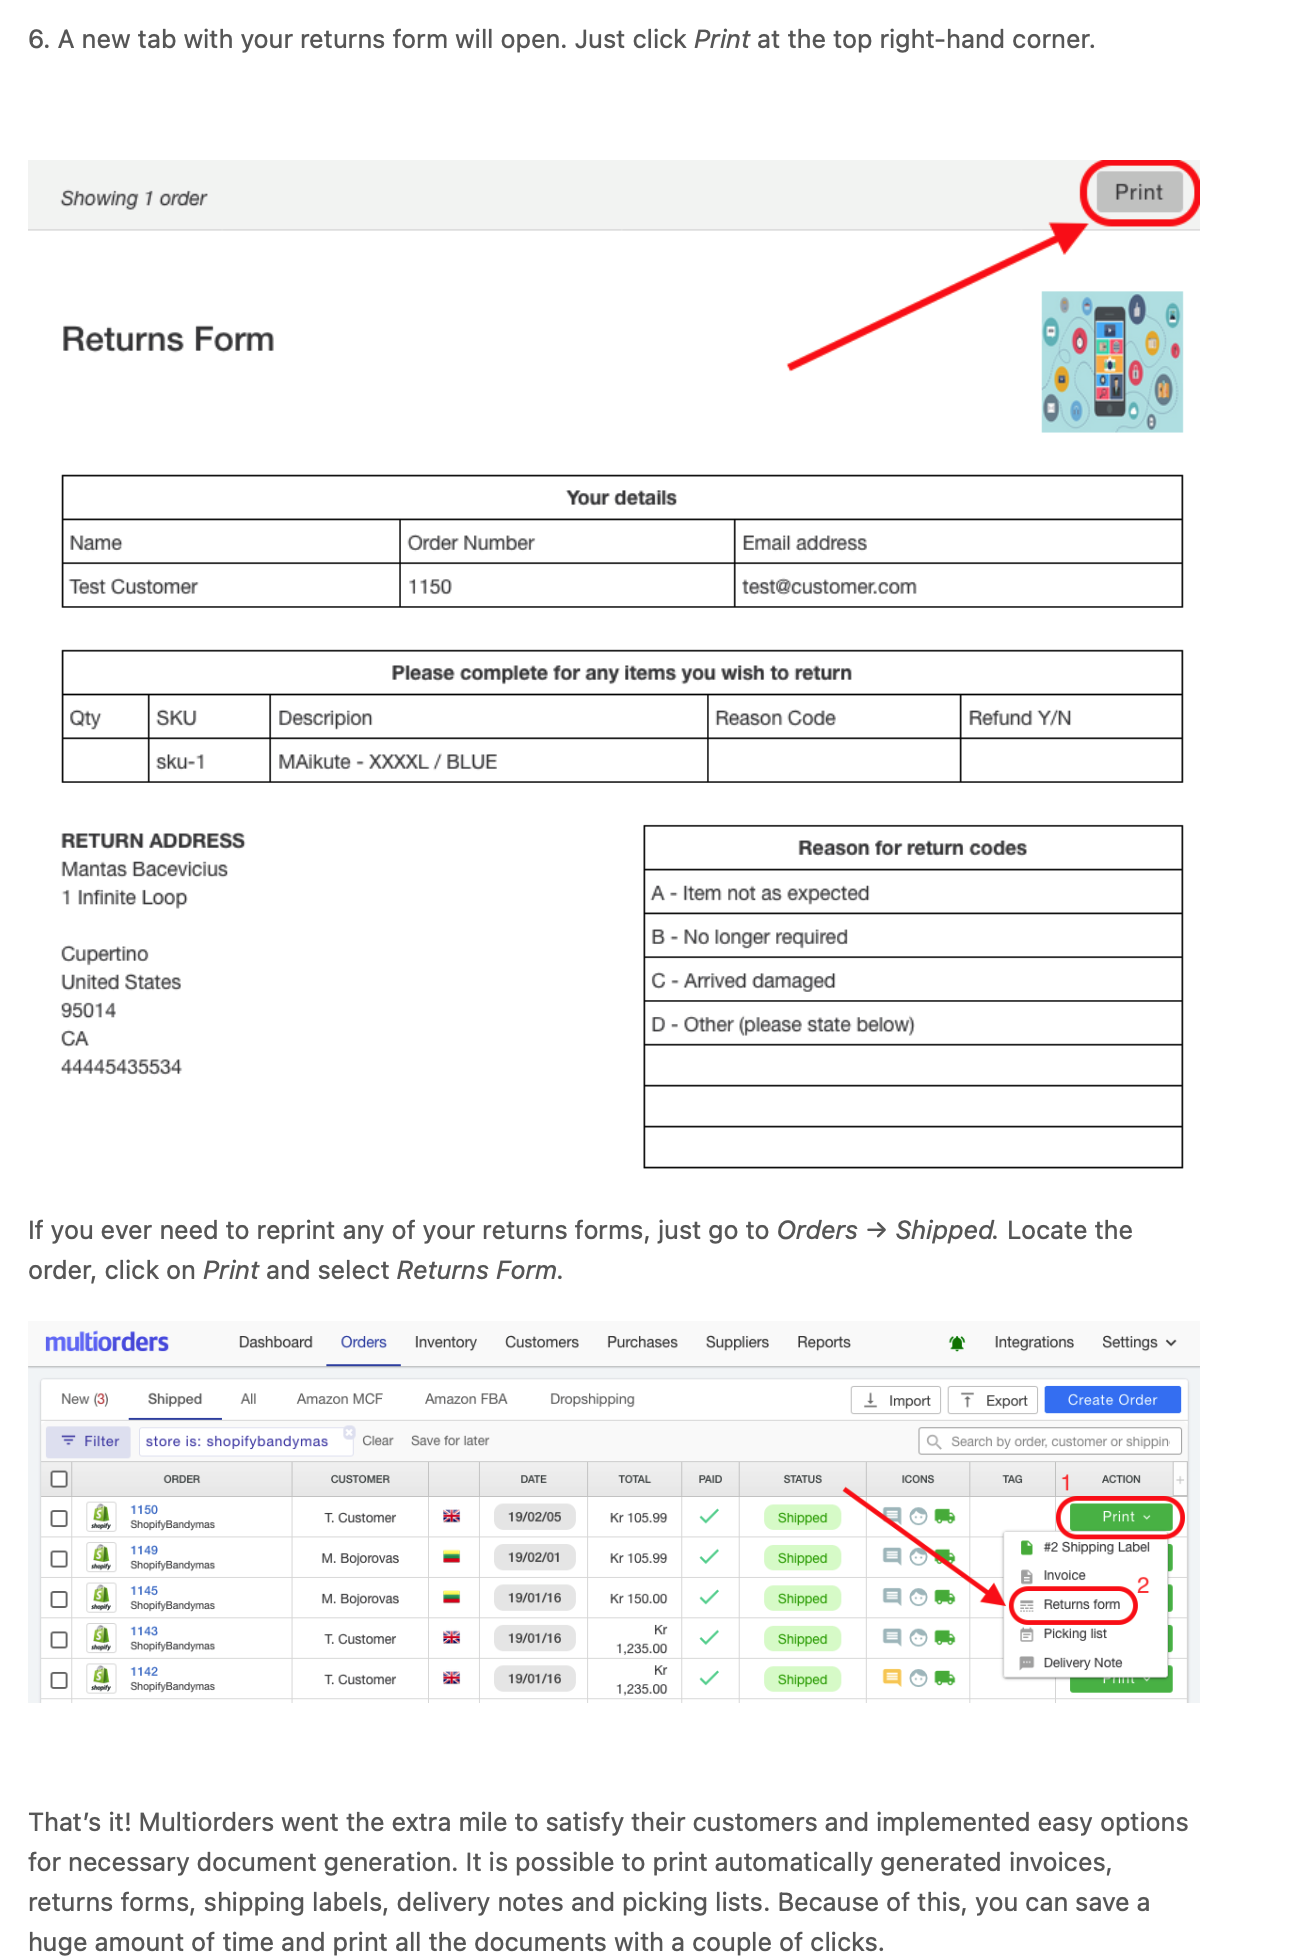 6. A new tab with your returns form will open. Just click Print at the top right-hand corner.
Showing 1 order
Print
Returns Form
Your details
Name Order Number Email address
Test Customer 1150 test@customer.com
Please complete for any items you wish to return
Qty SKU Descripion Reason Code Refund Y/N
sku-1 MAikute - XXXXL / BLUE
RETURN ADDRESS
Mantas Bacevicius
1 Infinite Loop
Cupertino
United States
95014
CA
44445435534
Reason for return codes
A - Item not as expected
B - No longer required
C - Arrived damaged
D - Other (please state below)
If you ever need to reprint any of your returns forms, just go to Orders → Shipped. Locate the
order, click on Print and select Returns Form.
multiorders Dashboard Orders Inventory Customers Purchases Suppliers Reports Integrations Settings
New (3) Shipped All Amazon MCF Amazon FBA Dropshipping Import Export Create Order
Filter store is: shopifybandymas Clear Save for later Search by order, customer or shippin
ORDER CUSTOMER DATE TOTAL PAID STATUS ICONS TAG 1 ACTION +
shopify 1150 ShopifyBandymas T. Customer 19/02/05 Kr 105.99 Shipped Print
shopify 1149 ShopifyBandymas M. Bojorovas 19/02/01 Kr 105.99 Shipped
shopify 1145 ShopifyBandymas M. Bojorovas 19/01/16 Kr 150.00 Shipped
shopify 1143 ShopifyBandymas T. Customer 19/01/16 Kr 1,235.00 Shipped
shopify 1142 ShopifyBandymas T. Customer 19/01/16 Kr 1,235.00 Shipped Print
#2 Shipping Label
Invoice
2
Returns form
Picking list
Delivery Note
That's it! Multiorders went the extra mile to satisfy their customers and implemented easy options
for necessary document generation. It is possible to print automatically generated invoices,
returns forms, shipping labels, delivery notes and picking lists. Because of this, you can save a
huge amount of time and print all the documents with a couple of clicks.